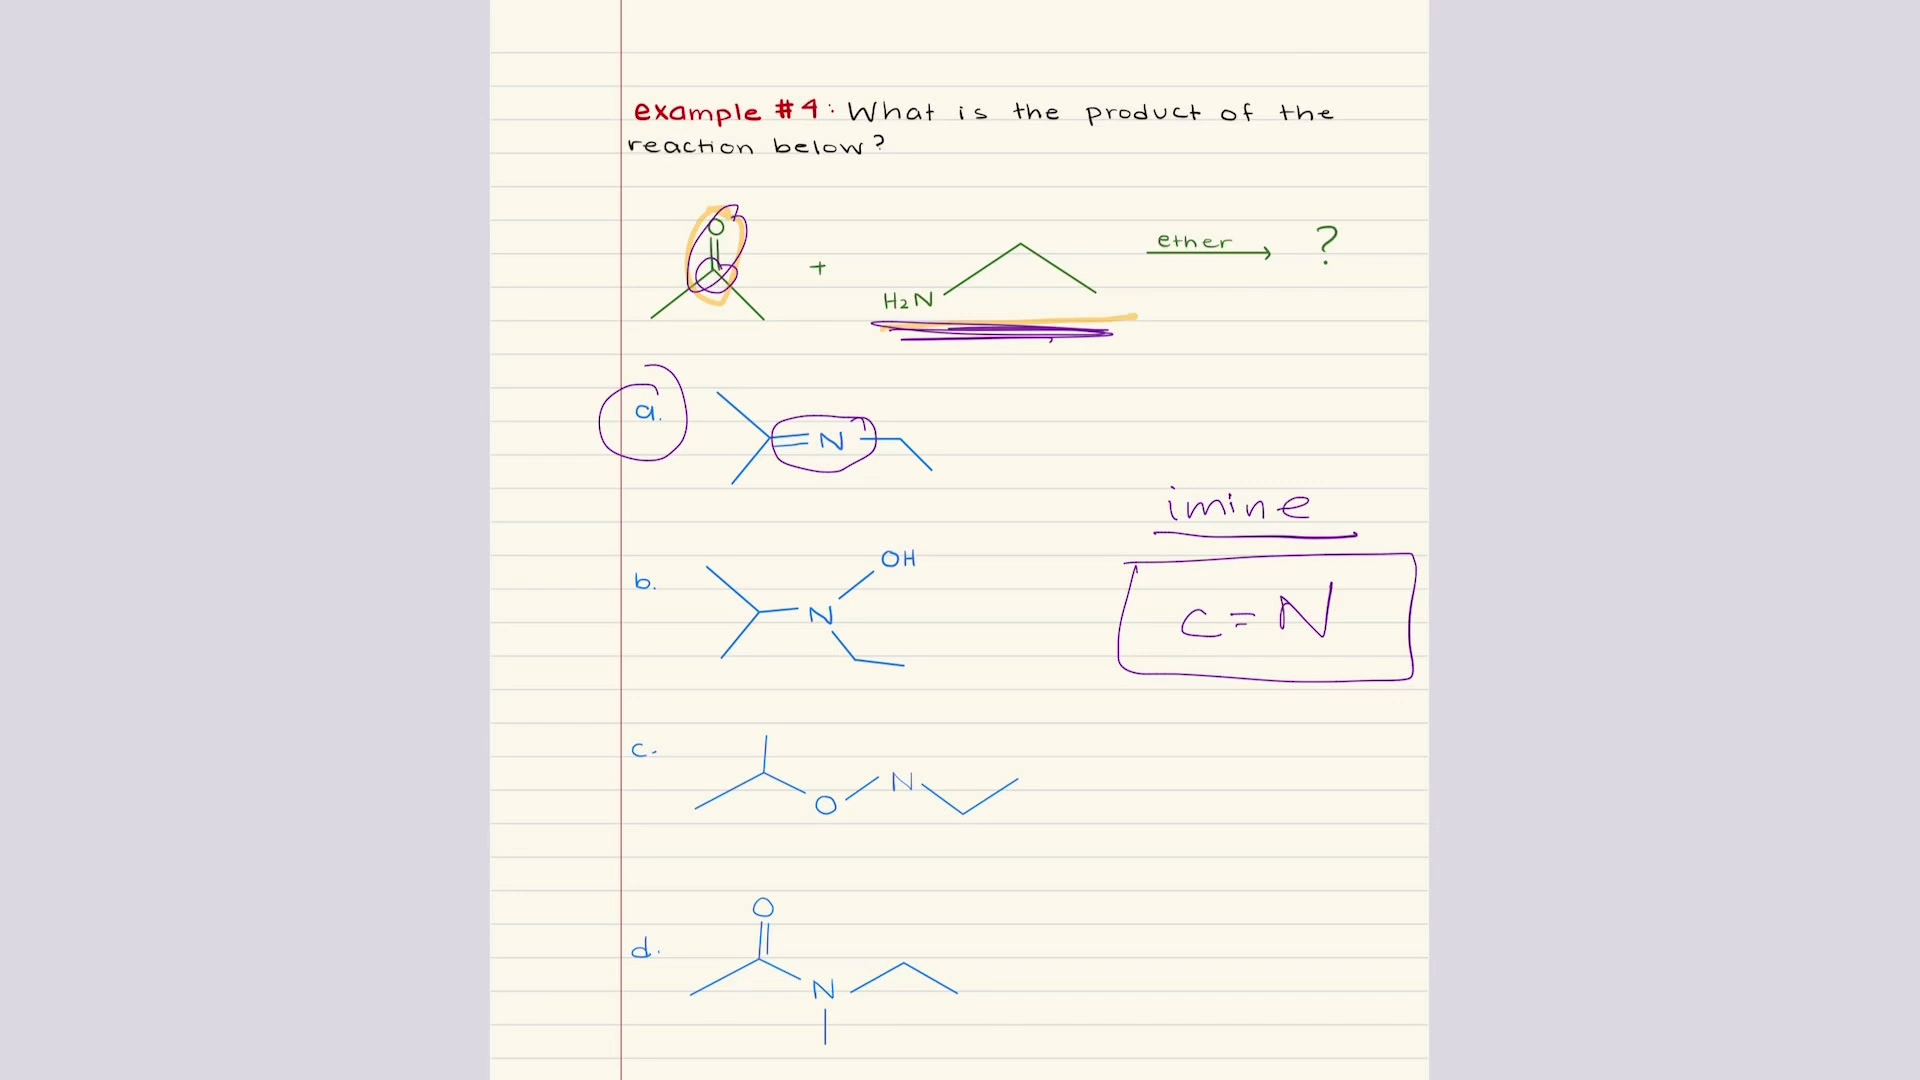 example #4: What is the product of the
reaction below?
O
+
H₂N
ether
?
a.
N
imine
C=N
b.
OH
N
c.
O
N
d.
O
N